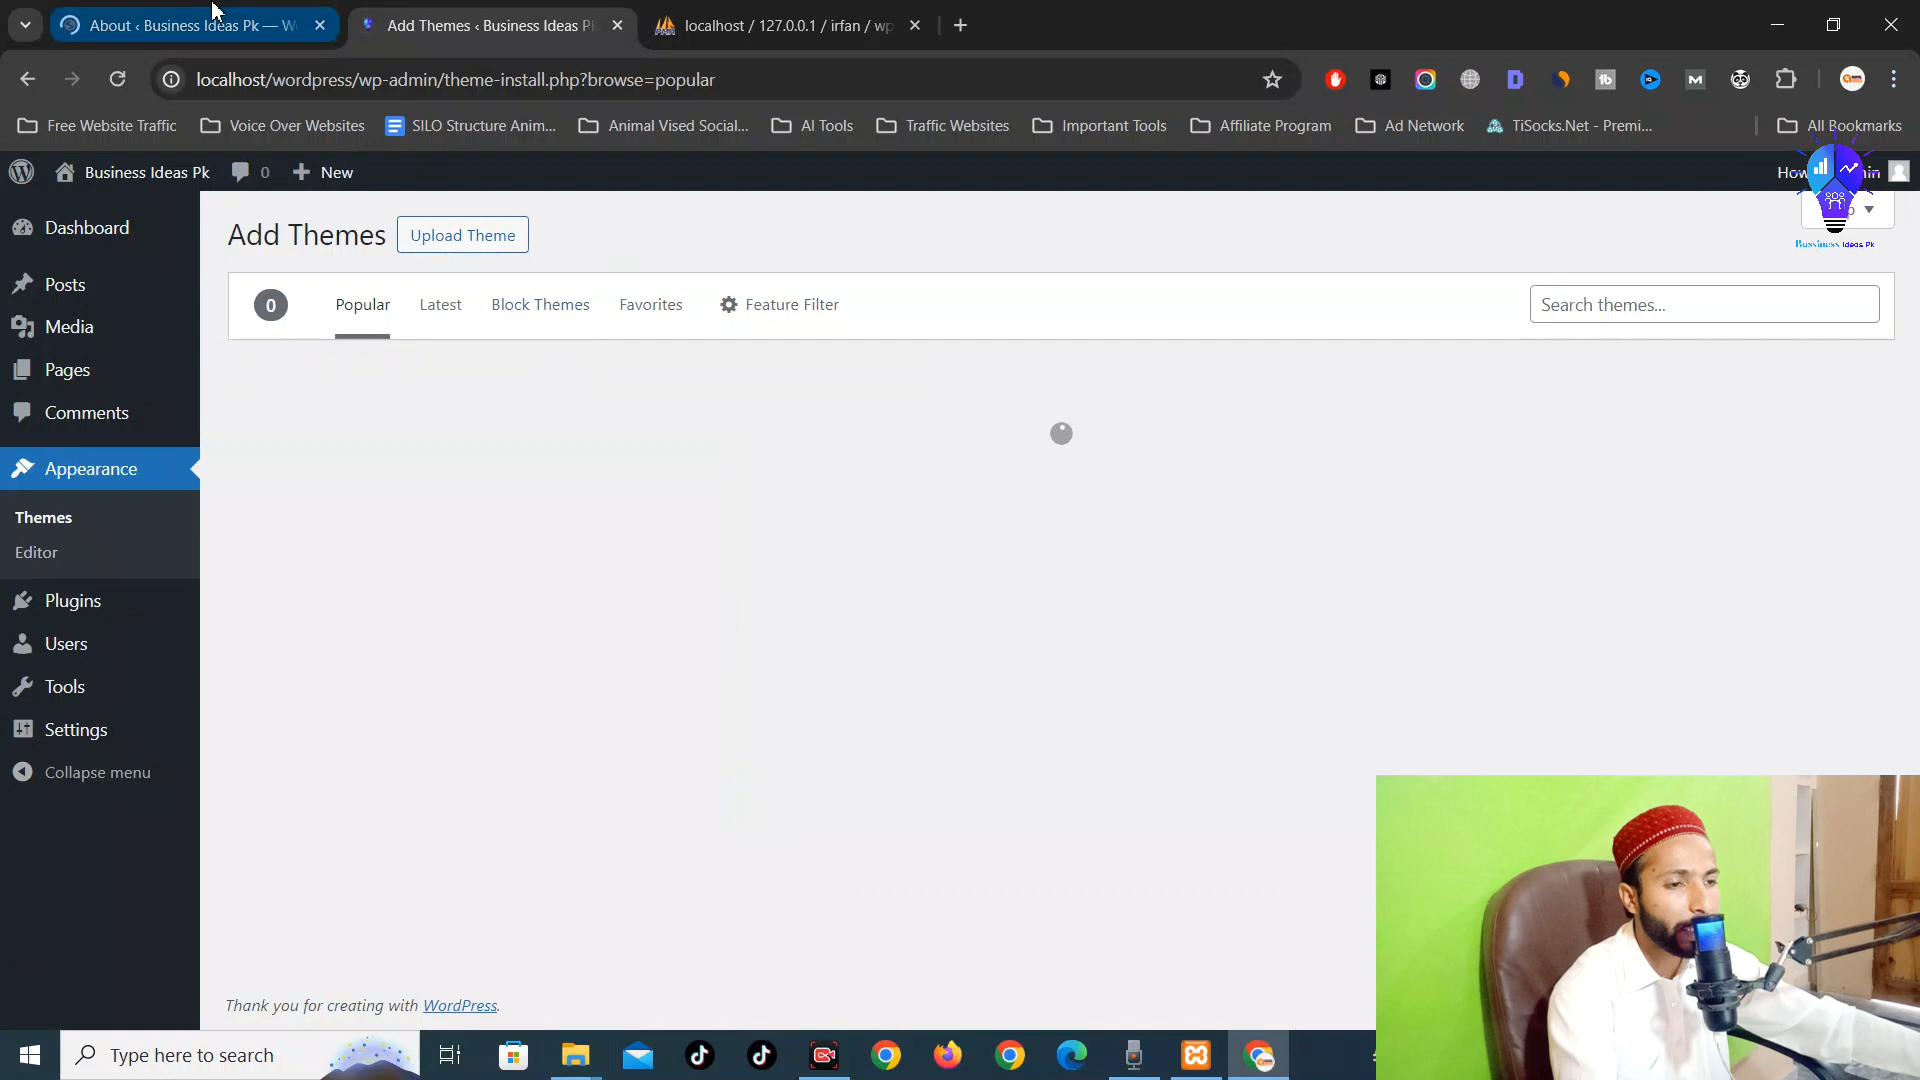 About ‹ Business Ideas Pk — W
Add Themes ‹ Business Ideas P
localhost / 127.0.0.1 / irfan / wp
localhost/wordpress/wp-admin/theme-install.php?browse=popular
Free Website Traffic
Voice Over Websites
SILO Structure Anim...
Animal Vised Social...
AI Tools
Traffic Websites
Important Tools
Affiliate Program
Ad Network
TiSocks.Net - Premi...
All Bookmarks
Business Ideas Pk
0
New
Bussiness Ideas Pk
Dashboard
Posts
Media
Pages
Comments
Appearance
Themes
Editor
Plugins
Users
Tools
Settings
Collapse menu
Add Themes
Upload Theme
0
Popular
Latest
Block Themes
Favorites
Feature Filter
Search themes...
Thank you for creating with WordPress.
Type here to search